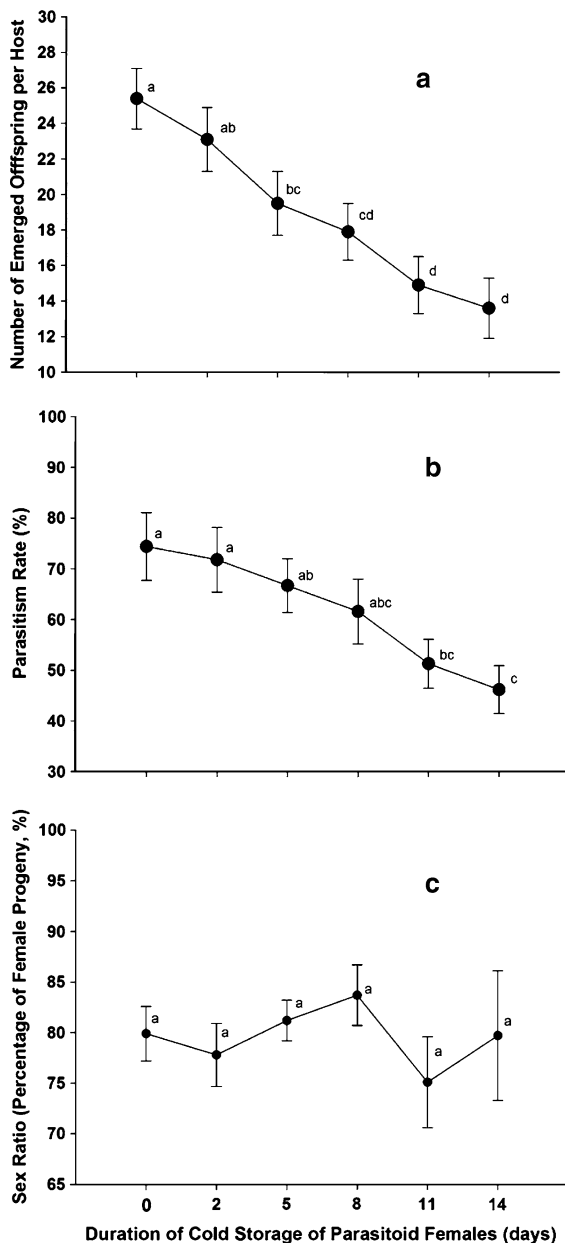 30
28
26
24
22
20
18
16
14
12
10
Number of Emerged Offfspring per Host
a
a
ab
bc
cd
d
d
100
90
80
70
60
50
40
30
Parasitism Rate (%)
b
a
a
ab
abc
bc
c
100
95
90
85
80
75
70
65
Sex Ratio (Percentage of Female Progeny, %)
c
a
a
a
a
a
a
0 2 5 8 11 14
Duration of Cold Storage of Parasitoid Females (days)